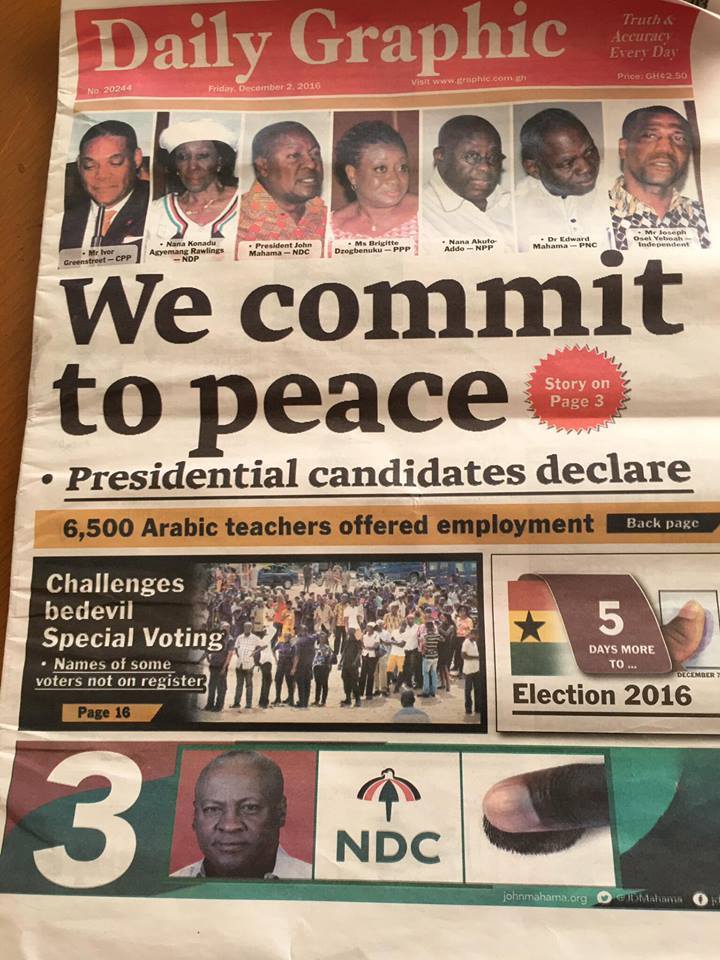 Daily Graphic
Truth &
Accuracy
Every Day
No. 20244
Friday, December 2, 2016
Visit www.graphic.com.gh
Price: GH¢2.50
• Mr Ivor
Greenstreet — CPP
• Nana Konadu
Agyemang Rawlings
— NDP
• President John
Mahama — NDC
• Ms Brigitte
Dzogbenuku — PPP
• Nana Akufo-
Addo — NPP
• Dr Edward
Mahama — PNC
• Mr Joseph
Osei Yeboah —
Independent
We commit
to peace
Story on
Page 3
• Presidential candidates declare
6,500 Arabic teachers offered employment
Back page
Challenges
bedevil
Special Voting
• Names of some
voters not on register
Page 16
5
DAYS MORE
TO ...
DECEMBER 7
Election 2016
3
NDC
johnmahama.org
@JDMahama